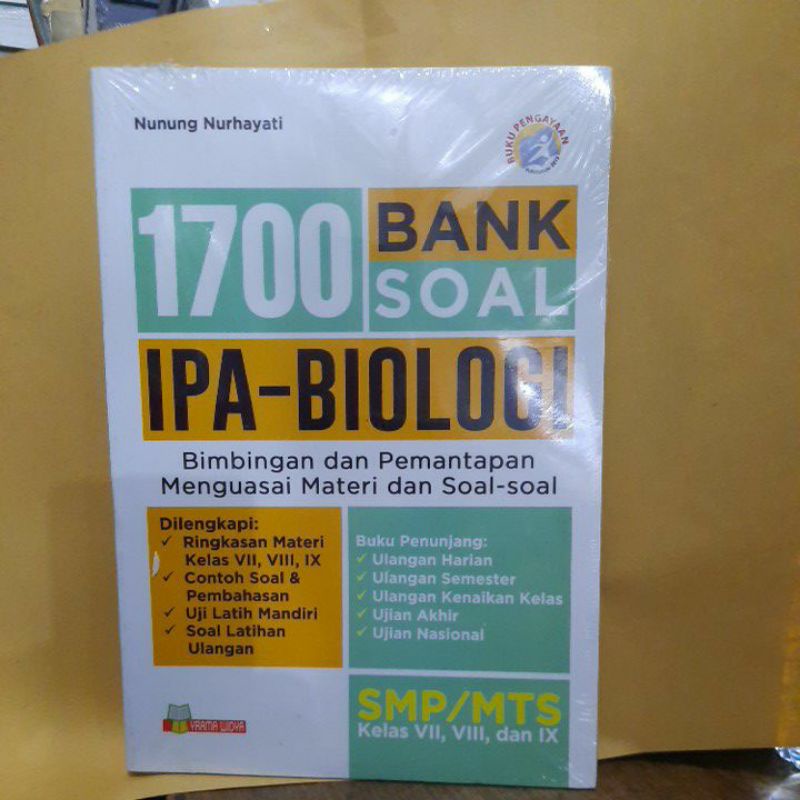 Nunung Nurhayati
BUKU PENGAYAAN
1700
BANK
SOAL
IPA-BIOLOGI
Bimbingan dan Pemantapan
Menguasai Materi dan Soal-soal
Dilengkapi:
✓ Ringkasan Materi
Kelas VII, VIII, IX
✓ Contoh Soal &
Pembahasan
✓ Uji Latih Mandiri
✓ Soal Latihan
Ulangan
Buku Penunjang:
✓ Ulangan Harian
✓ Ulangan Semester
✓ Ulangan Kenaikan Kelas
✓ Ujian Akhir
✓ Ujian Nasional
YRAMA WIDYA
SMP/MTS
Kelas VII, VIII, dan IX